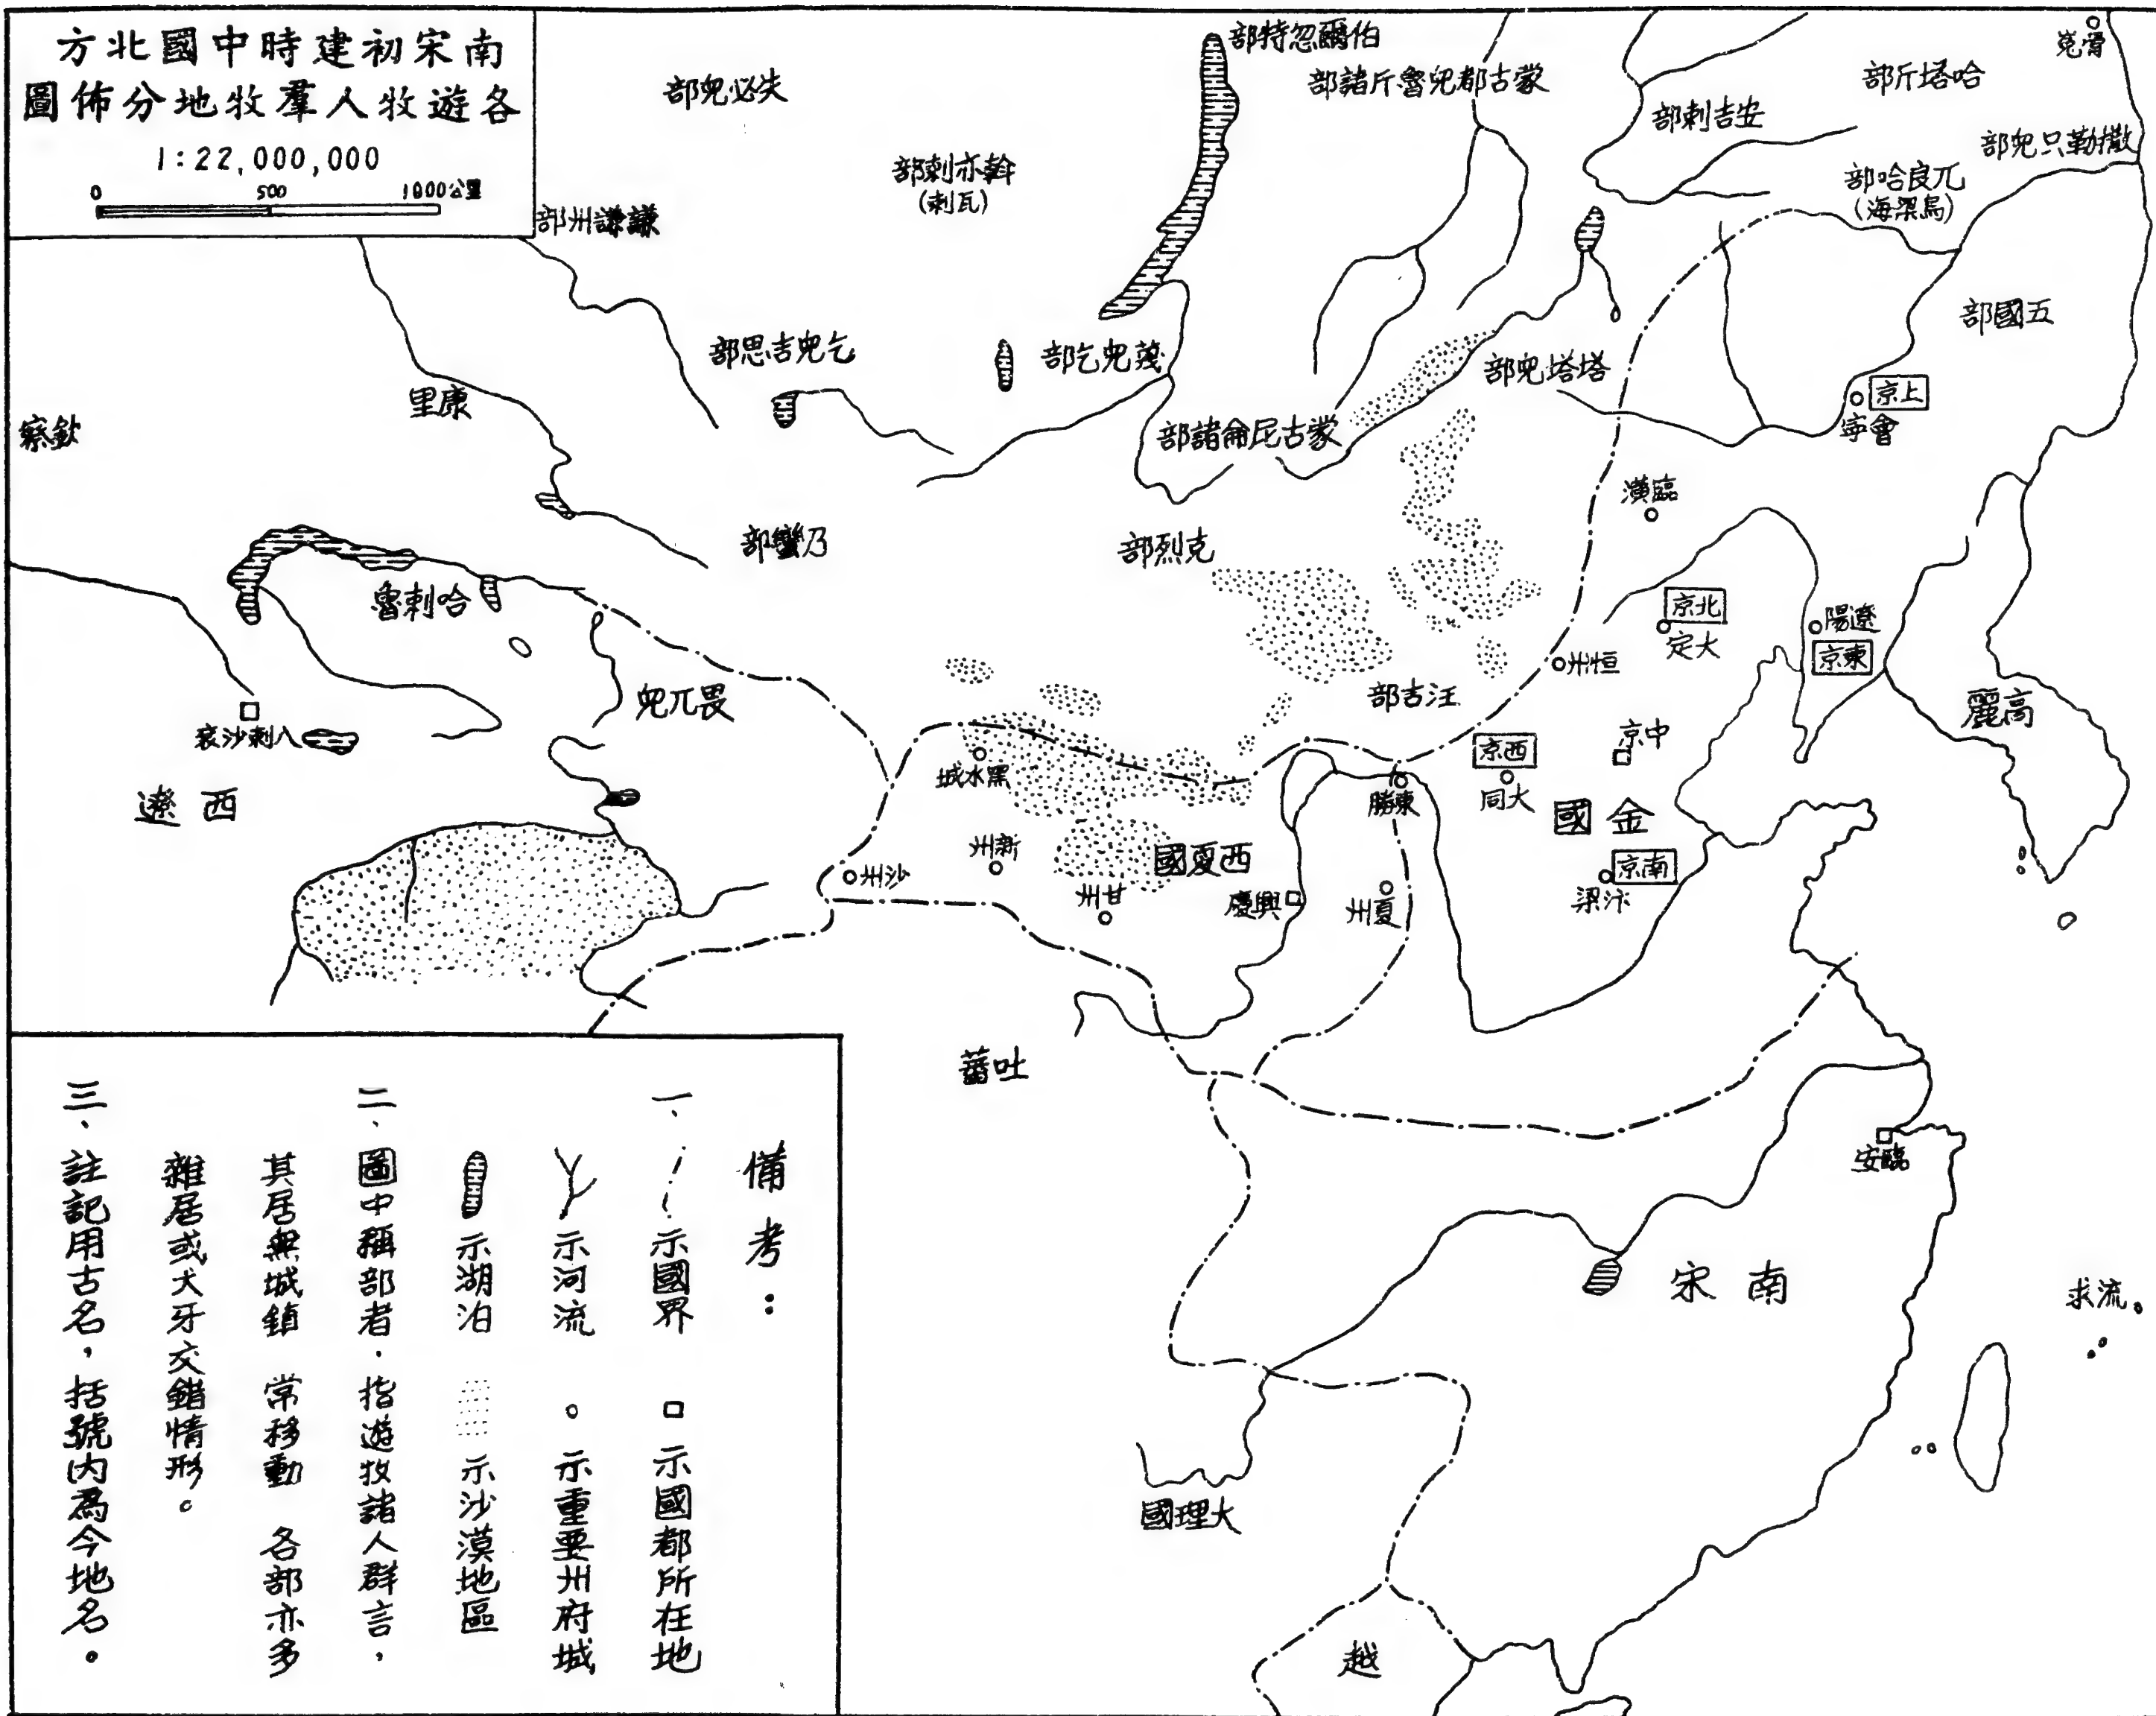 南宋初建時中國北方
各遊牧人羣牧地分佈圖
1:22,000,000
0 500 1000公里
失必兒部
伯爾忽特部
蒙古都兒魯斤諸部
安吉剌部
哈塔斤部
撒勒只兀部
兀良哈部
(烏梁海)
斡亦剌部
(瓦剌)
謙謙州部
五國部
乞兒吉思部
蔑兒乞部
塔塔兒部
上京
會寧
康里
欽察
蒙古尼侖諸部
臨潢
乃蠻部
克烈部
哈剌魯
北京
大定
遼陽
東京
恒州
畏兀兒
汪古部
高麗
八剌沙衮
西京
大同
中京
黑水城
西遼
東勝
金國
新州
沙州
西夏國
甘州
興慶
夏州
南京
汴梁
吐蕃
臨安
南宋
流求
大理國
越
備考：
一、示國界 示國都所在地
示河流 示重要州府城
示湖泊 示沙漠地區
二、圖中稱部者．指遊牧諸人群言，
其居無城鎮 常移動 各部亦多
雜居或犬牙交錯情形。
三、註記用古名，括號內為今地名。